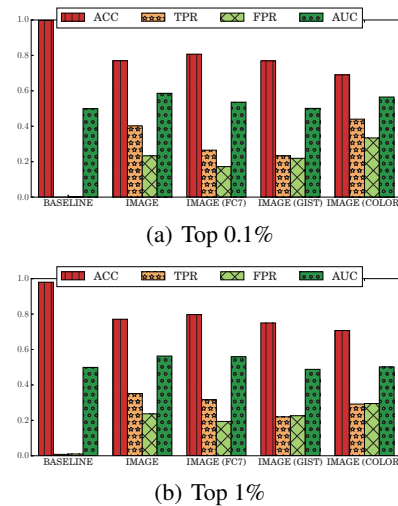 ACC TPR FPR AUC
1.0
0.8
0.6
0.4
0.2
0.0
BASELINE IMAGE IMAGE (FC7) IMAGE (GIST) IMAGE (COLOR)
(a) Top 0.1%
ACC TPR FPR AUC
1.0
0.8
0.6
0.4
0.2
0.0
BASELINE IMAGE IMAGE (FC7) IMAGE (GIST) IMAGE (COLOR)
(b) Top 1%